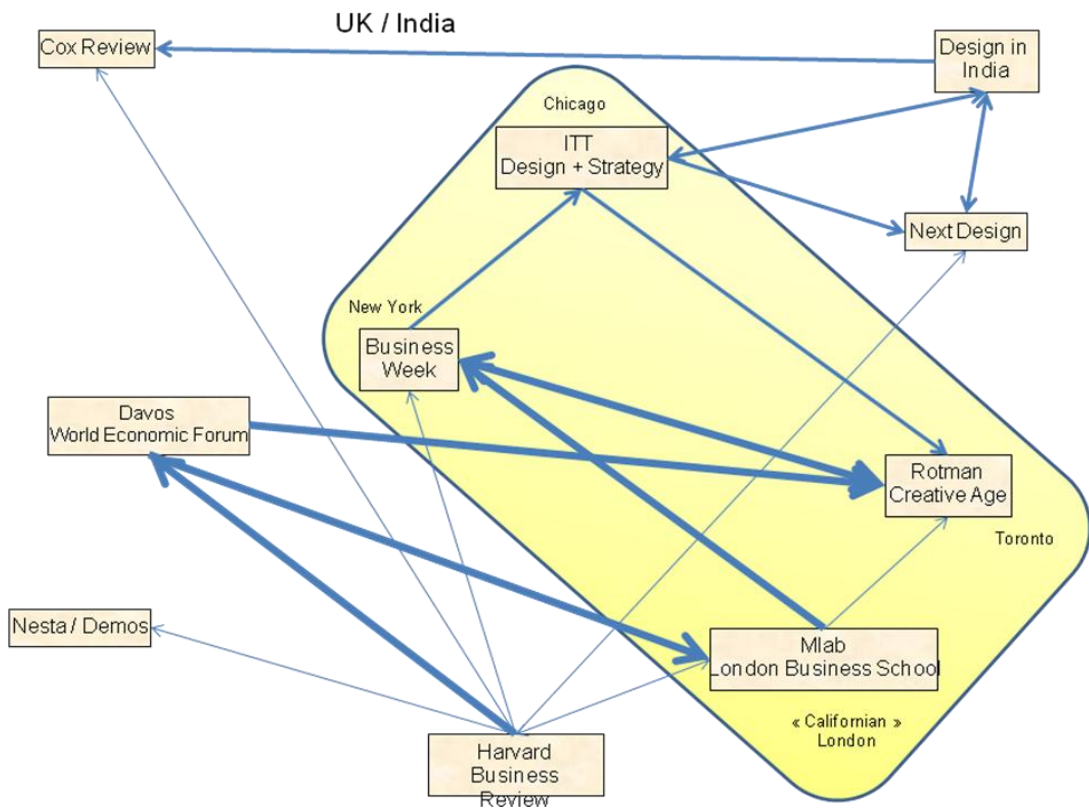 UK / India
Cox Review
Design in
India
Chicago
ITT
Design + Strategy
Next Design
New York
Business
Week
Davos
World Economic Forum
Rotman
Creative Age
Toronto
Nesta / Demos
Mlab
London Business School
« Californian »
London
Harvard
Business
Review